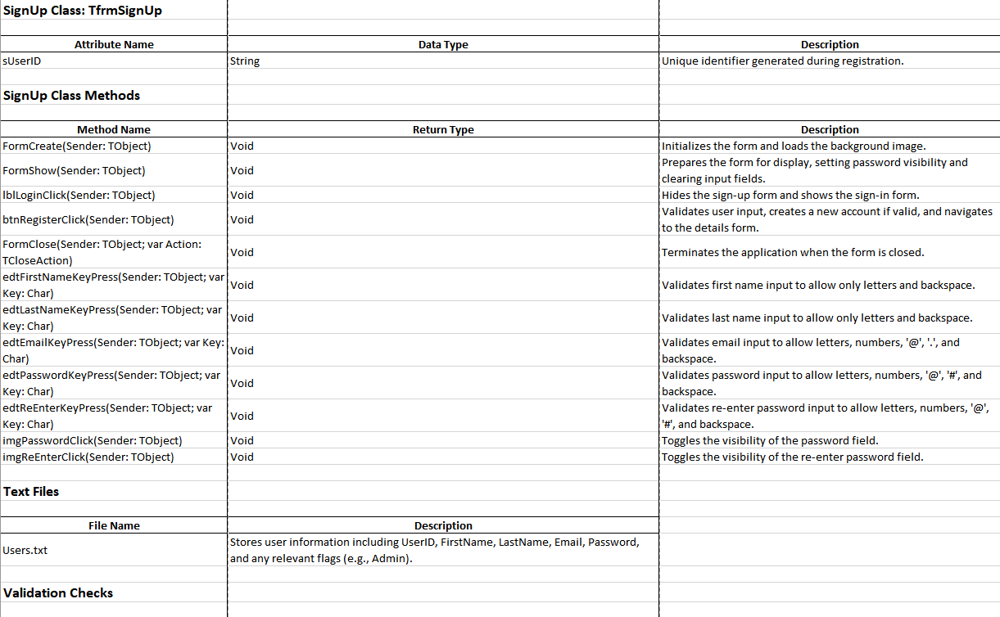 SignUp Class: TfrmSignUp
Attribute Name Data Type Description
sUserID String Unique identifier generated during registration.
SignUp Class Methods
Method Name Return Type Description
FormCreate(Sender: TObject) Void Initializes the form and loads the background image.
FormShow(Sender: TObject) Void Prepares the form for display, setting password visibility and
clearing input fields.
lblLoginClick(Sender: TObject) Void Hides the sign-up form and shows the sign-in form.
btnRegisterClick(Sender: TObject) Void Validates user input, creates a new account if valid, and navigates
to the details form.
FormClose(Sender: TObject; var Action:
TCloseAction) Void Terminates the application when the form is closed.
edtFirstNameKeyPress(Sender: TObject; var
Key: Char) Void Validates first name input to allow only letters and backspace.
edtLastNameKeyPress(Sender: TObject; var
Key: Char) Void Validates last name input to allow only letters and backspace.
edtEmailKeyPress(Sender: TObject; var Key:
Char) Void Validates email input to allow letters, numbers, '@', '.', and
backspace.
edtPasswordKeyPress(Sender: TObject; var
Key: Char) Void Validates password input to allow letters, numbers, '@', '#', and
backspace.
edtReEnterKeyPress(Sender: TObject; var
Key: Char) Void Validates re-enter password input to allow letters, numbers, '@',
'#', and backspace.
imgPasswordClick(Sender: TObject) Void Toggles the visibility of the password field.
imgReEnterClick(Sender: TObject) Void Toggles the visibility of the re-enter password field.
Text Files
File Name Description
Users.txt Stores user information including UserID, FirstName, LastName, Email, Password,
and any relevant flags (e.g., Admin).
Validation Checks